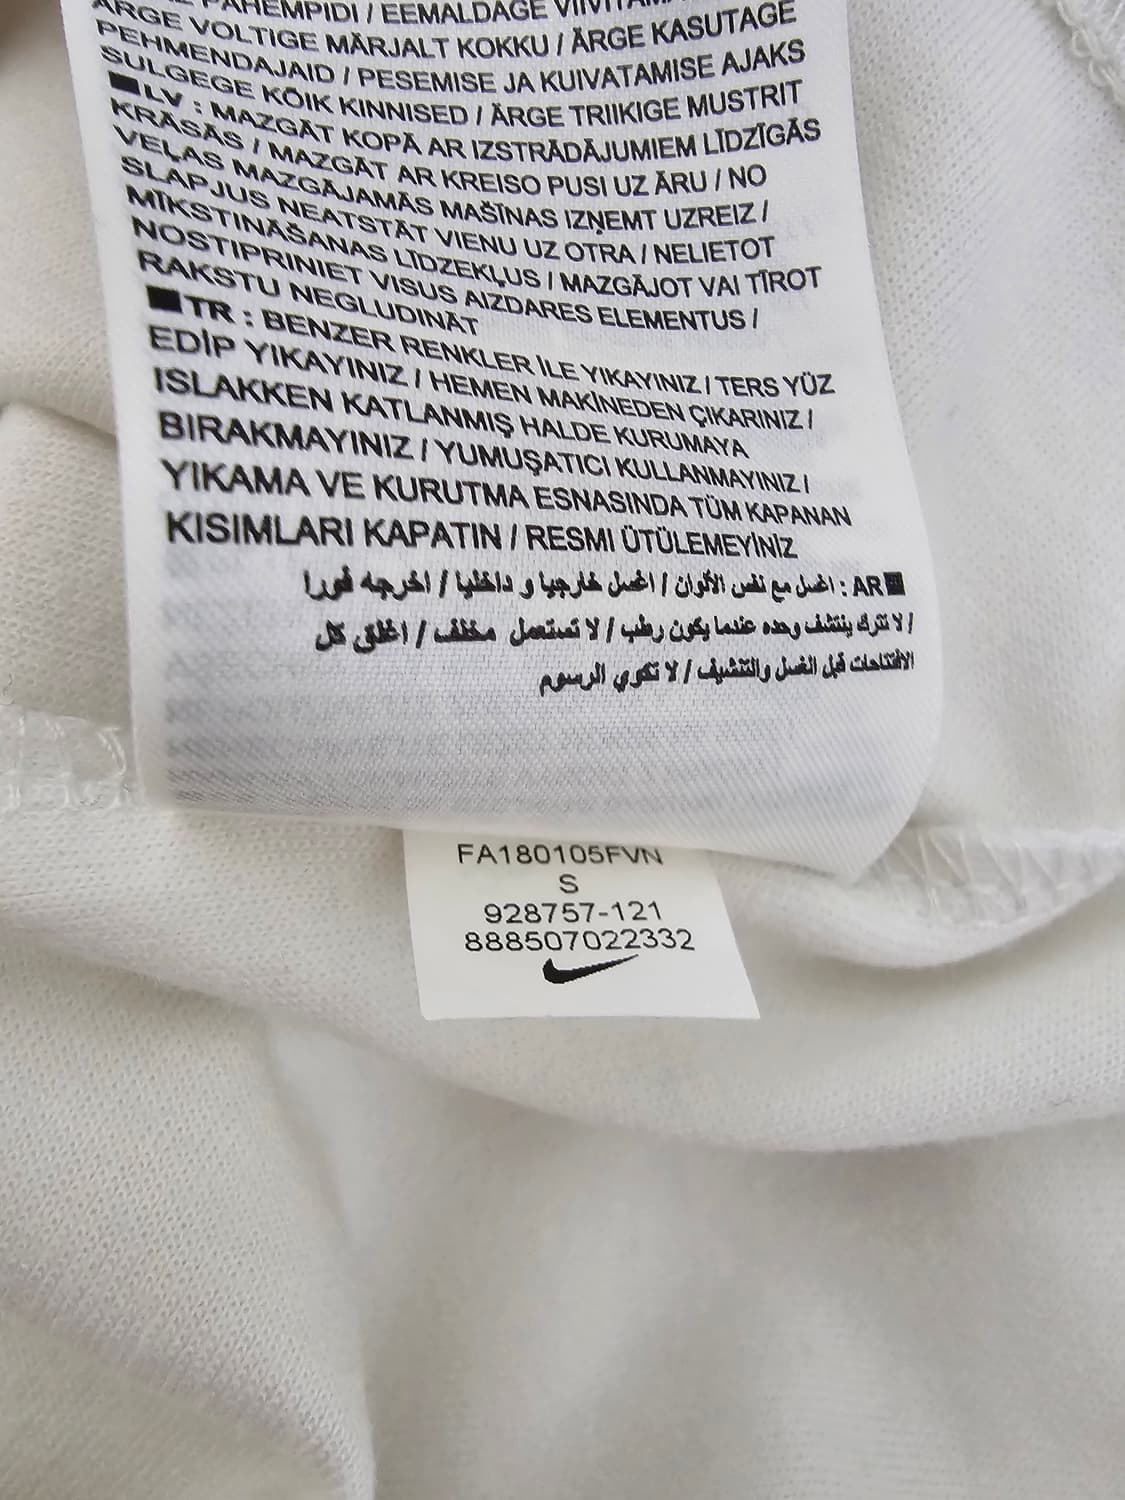 PAHEMPIDI / EEMALDAGE
ÄRGE VOLTIGE MÄRJALT KOKKU / ÄRGE KASUTAGE
PEHMENDAJAID / PESEMISE JA KUIVATAMISE AJAKS
SULGEGE KÕIK KINNISED / ÄRGE TRIIKIGE MUSTRIT
■LV : MAZGĀT KOPĀ AR IZSTRĀDĀJUMIEM LĪDZĪGĀS
KRĀSĀS / MAZGĀT AR KREISO PUSI UZ ĀRU / NO
VEĻAS MAZGĀJAMĀS MAŠĪNAS IZŅEMT UZREIZ /
SLAPJUS NEATSTĀT VIENU UZ OTRA / NELIETOT
MĪKSTINĀŠANAS LĪDZEKĻUS / MAZGĀJOT VAI TĪROT
NOSTIPRINIET VISUS AIZDARES ELEMENTUS /
RAKSTU NEGLUDINĀT
■TR : BENZER RENKLER İLE YIKAYINIZ / TERS YÜZ
EDİP YIKAYINIZ / HEMEN MAKİNEDEN ÇIKARINIZ /
ISLAKKEN KATLANMIŞ HALDE KURUMAYA
BIRAKMAYINIZ / YUMUŞATICI KULLANMAYINIZ /
YIKAMA VE KURUTMA ESNASINDA TÜM KAPANAN
KISIMLARI KAPATIN / RESMI ÜTÜLEMEYİNİZ
■AR : اغسل مع نفس الألوان / اغسل خارجيا و داخليا / اخرجه فورا
/ لا تترك ينتشف وحده عندما يكون رطب / لا تستعمل مخلف / اغلق كل
الافتتاحات قبل الغسل والتنشيف / لا تكوي الرسوم
FA180105FVN
S
928757-121
888507022332